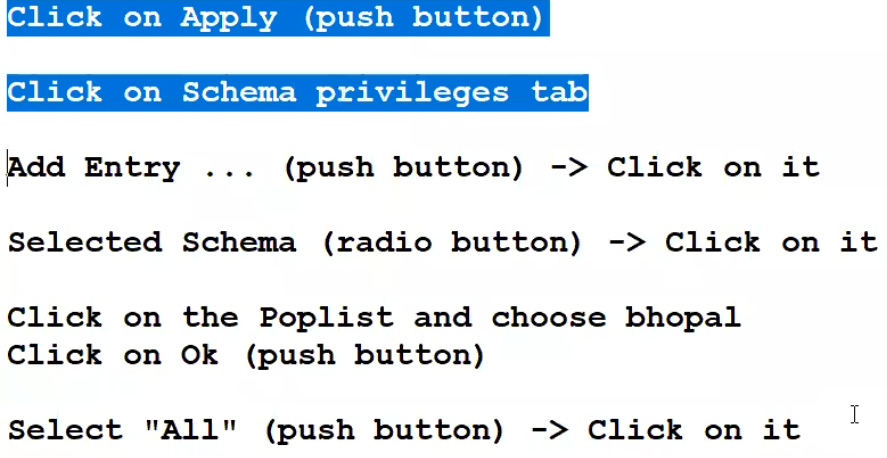 Click on Apply (push button)
Click on Schema privileges tab
Add Entry ... (push button) -> Click on it
Selected Schema (radio button) -> Click on it
Click on the Poplist and choose bhopal
Click on Ok (push button)
Select "All" (push button) -> Click on it